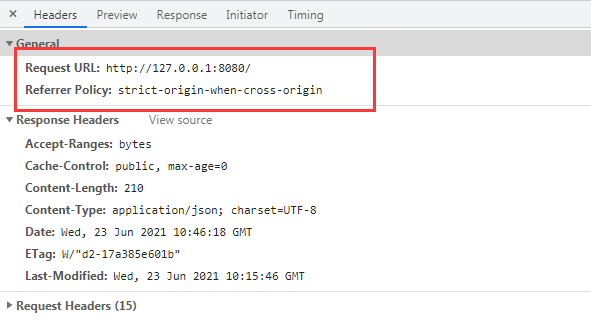 × Headers Preview Response Initiator Timing
▼ General
Request URL: http://127.0.0.1:8080/
Referrer Policy: strict-origin-when-cross-origin
▼ Response Headers View source
Accept-Ranges: bytes
Cache-Control: public, max-age=0
Content-Length: 210
Content-Type: application/json; charset=UTF-8
Date: Wed, 23 Jun 2021 10:46:18 GMT
ETag: W/"d2-17a385e601b"
Last-Modified: Wed, 23 Jun 2021 10:15:46 GMT
▶ Request Headers (15)